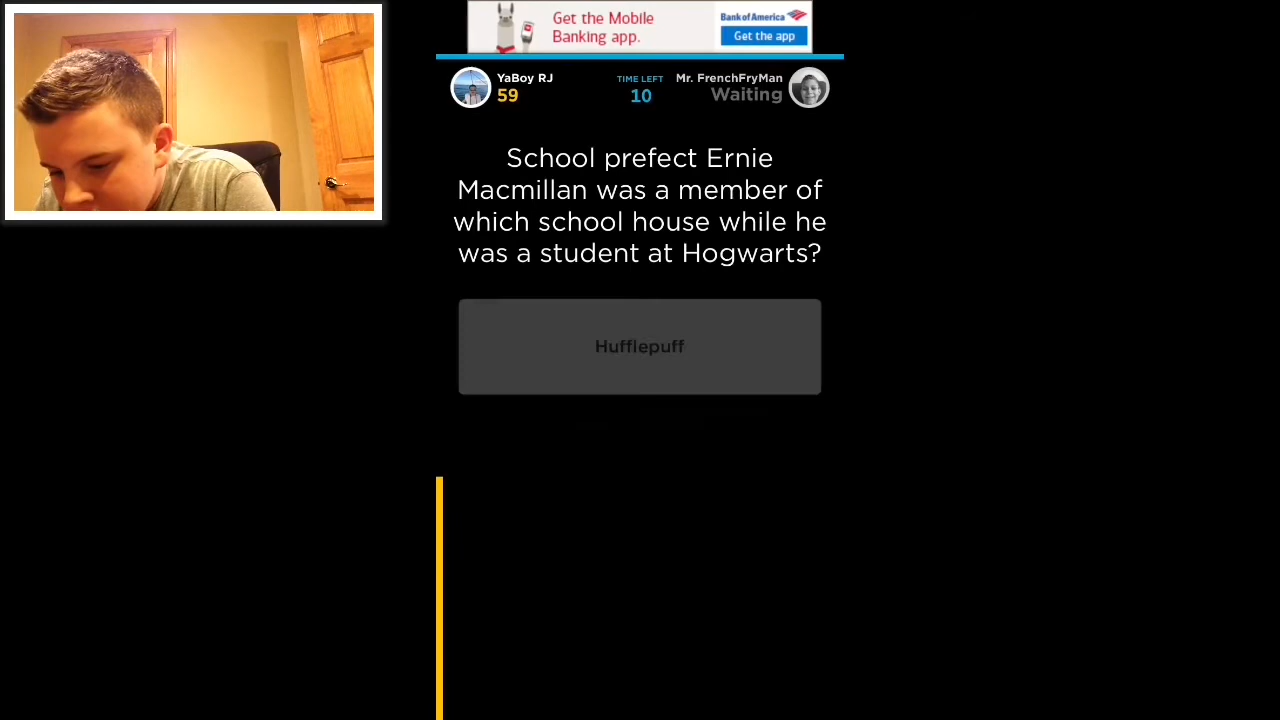 Get the Mobile
Banking app.
Bank of America
Get the app
YaBoy RJ
59
TIME LEFT
10
Mr. FrenchFryMan
Waiting
School prefect Ernie
Macmillan was a member of
which school house while he
was a student at Hogwarts?
Hufflepuff